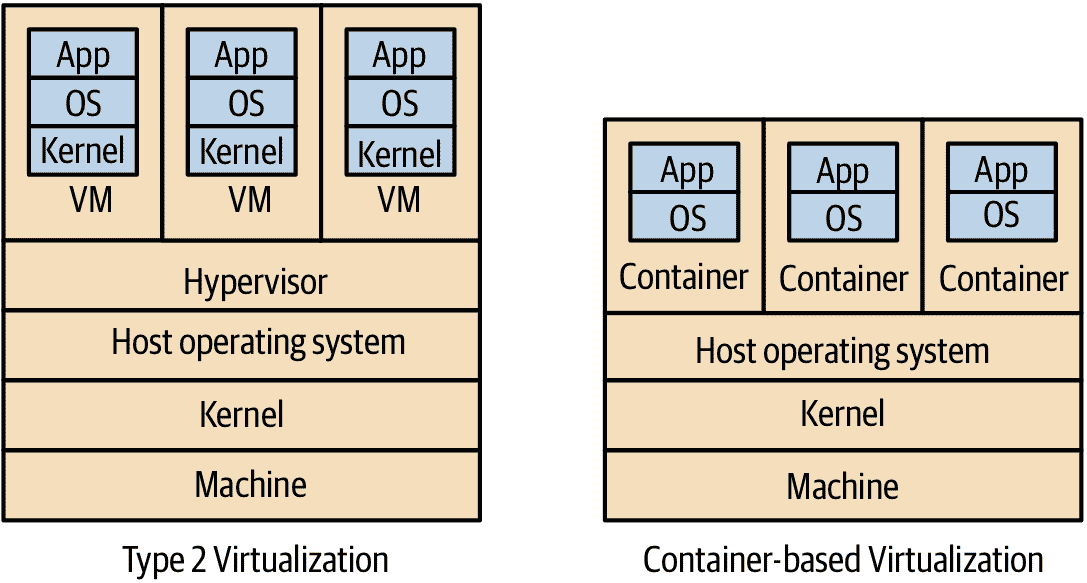 App
OS
Kernel
VM
App
OS
Kernel
VM
App
OS
Kernel
VM
Hypervisor
Host operating system
Kernel
Machine
Type 2 Virtualization
App
OS
Container
App
OS
Container
App
OS
Container
Host operating system
Kernel
Machine
Container-based Virtualization